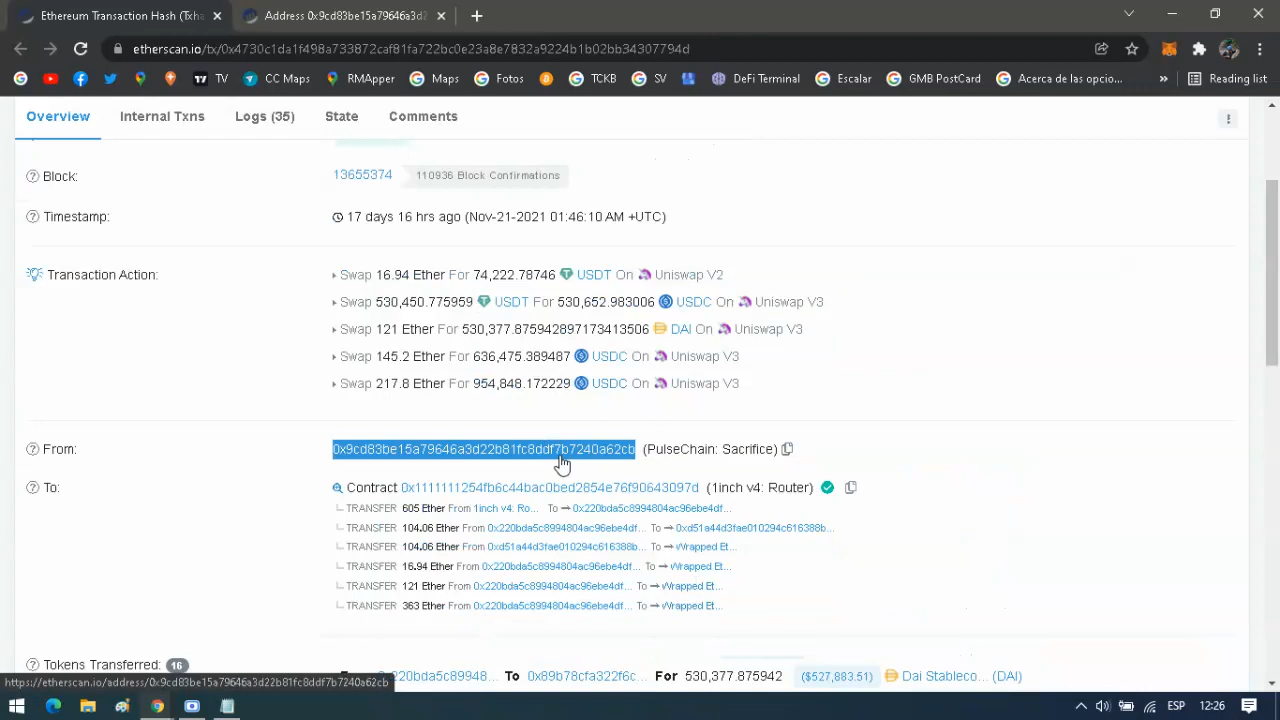 Ethereum Transaction Hash (Txha
Address 0x9cd83be15a79646a3d2
etherscan.io/tx/0x4730c1da1f498a733872caf81fa722bc0e23a8e7832a9224b1b02bb34307794d
TV
CC Maps
RMApper
Maps
Fotos
TCKB
SV
DeFi Terminal
Escalar
GMB PostCard
Acerca de las opcio...
»
Reading list
Overview
Internal Txns
Logs (35)
State
Comments
Block:
13655374
110936 Block Confirmations
Timestamp:
17 days 16 hrs ago (Nov-21-2021 01:46:10 AM +UTC)
Transaction Action:
Swap 16.94 Ether For 74,222.78746 USDT On Uniswap V2
Swap 530,450.775959 USDT For 530,652.983006 USDC On Uniswap V3
Swap 121 Ether For 530,377.875942897173413506 DAI On Uniswap V3
Swap 145.2 Ether For 636,475.389487 USDC On Uniswap V3
Swap 217.8 Ether For 954,848.172229 USDC On Uniswap V3
From:
0x9cd83be15a79646a3d22b81fc8ddf7b7240a62cb (PulseChain: Sacrifice)
To:
Contract 0x1111111254fb6c44bac0bed2854e76f90643097d (1inch v4: Router)
TRANSFER 605 Ether From 1inch v4: Ro... To → 0x220bda5c8994804ac96ebe4df...
TRANSFER 104.06 Ether From 0x220bda5c8994804ac96ebe4df... To → 0xd51a44d3fae010294c616388b...
TRANSFER 104.06 Ether From 0xd51a44d3fae010294c616388b... To → Wrapped Et...
TRANSFER 16.94 Ether From 0x220bda5c8994804ac96ebe4df... To → Wrapped Et...
TRANSFER 121 Ether From 0x220bda5c8994804ac96ebe4df... To → Wrapped Et...
TRANSFER 363 Ether From 0x220bda5c8994804ac96ebe4df... To → Wrapped Et...
Tokens Transferred: 16
0x220bda5c89948... To 0x89b78cfa322f6c... For 530,377.875942 ($527,883.51) Dai Stableco... (DAI)
https://etherscan.io/address/0x9cd83be15a79646a3d22b81fc8ddf7b7240a62cb
ESP
12:26